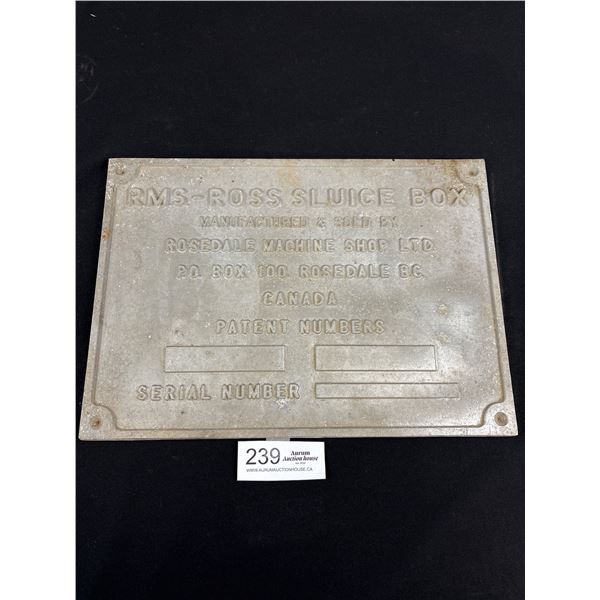 RMS-ROSS SLUICE BOX
MANUFACTURED & SOLD BY
ROSEDALE MACHINE SHOP LTD.
P.O. BOX 100. ROSEDALE B.C.
CANADA
PATENT NUMBERS
SERIAL NUMBER
239
Aurum
Auction house
WWW.AURUMAUCTIONHOUSE.CA